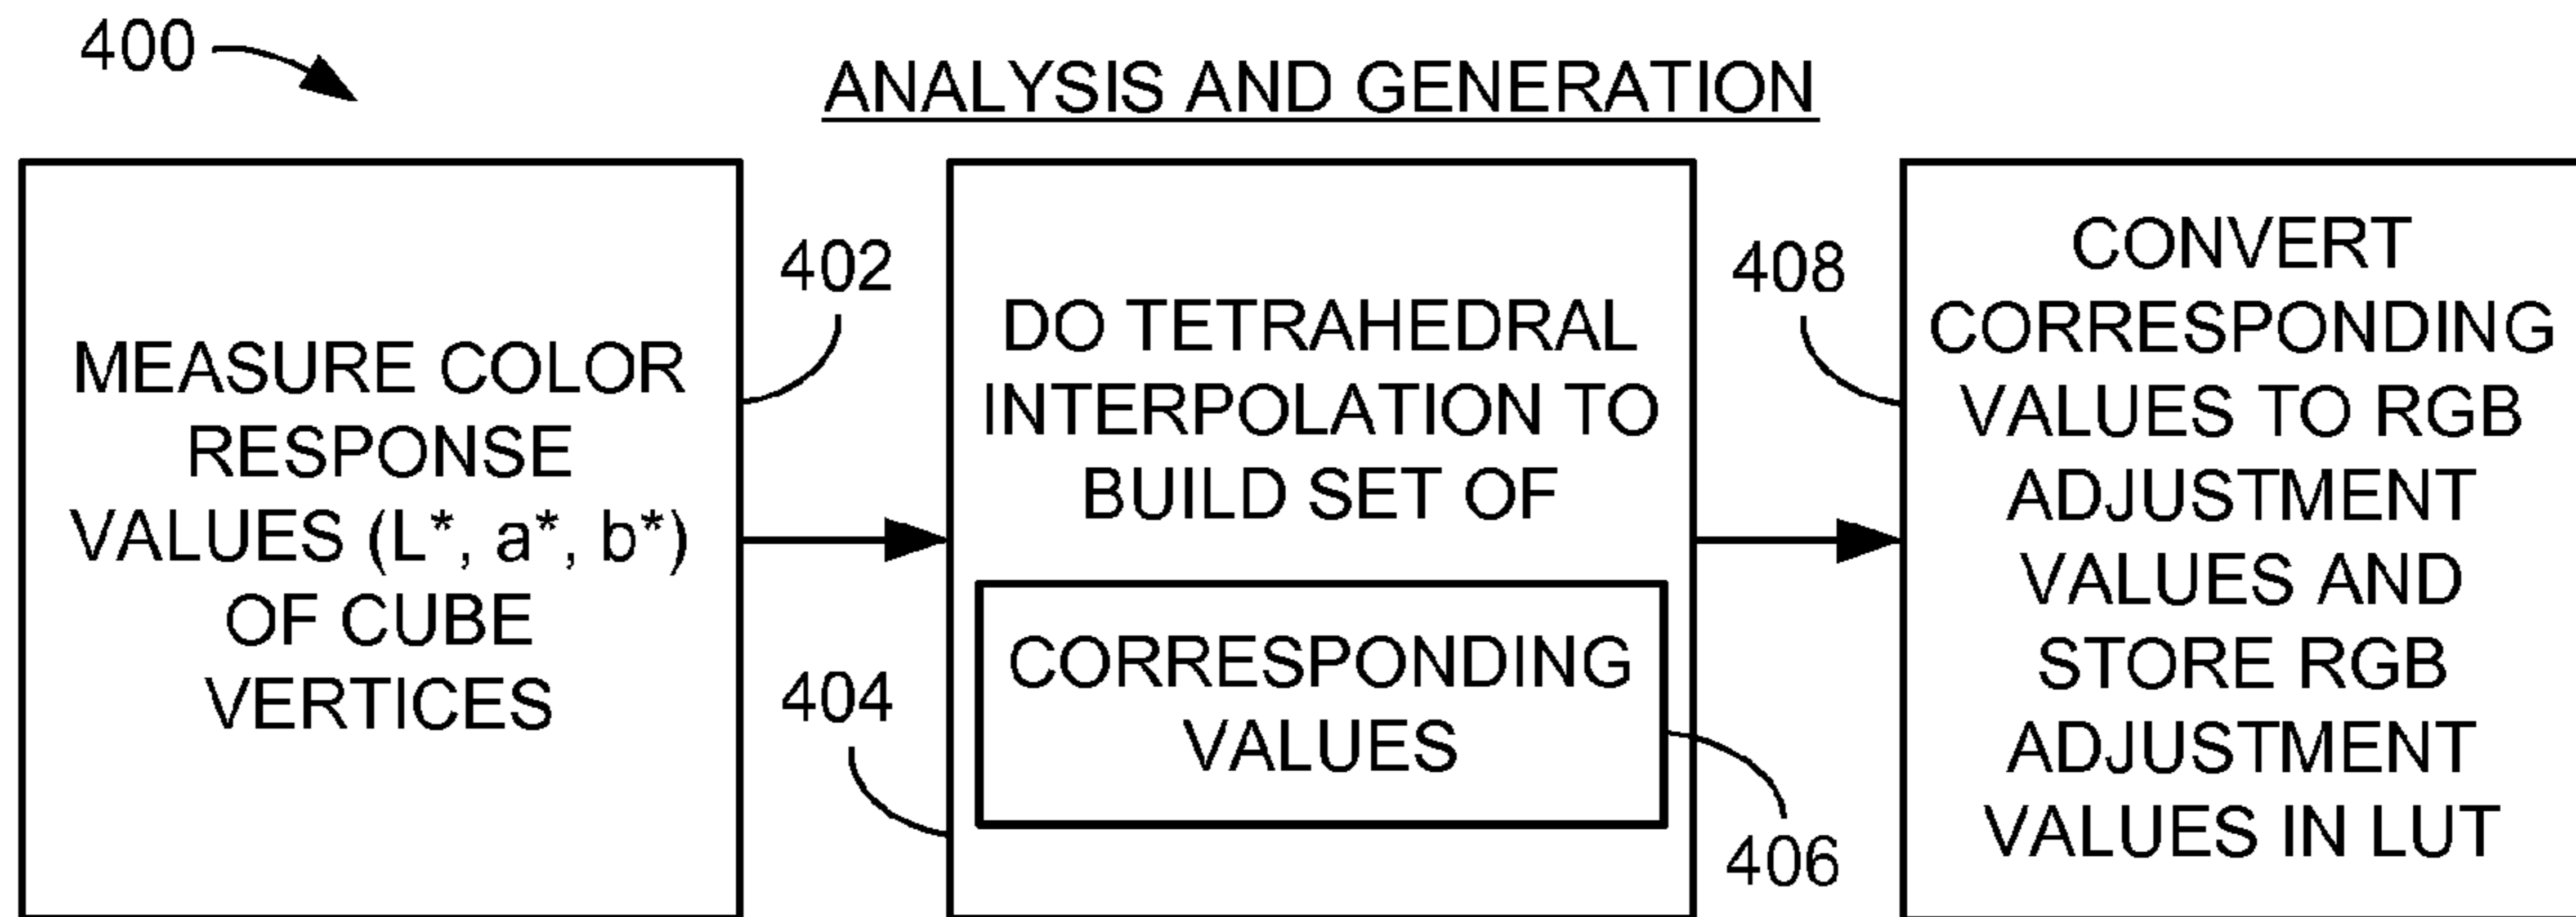 400
ANALYSIS AND GENERATION
MEASURE COLOR
RESPONSE
VALUES (L*, a*, b*)
OF CUBE
VERTICES
402
DO TETRAHEDRAL
INTERPOLATION TO
BUILD SET OF
CORRESPONDING
VALUES
404
406
408
CONVERT
CORRESPONDING
VALUES TO RGB
ADJUSTMENT
VALUES AND
STORE RGB
ADJUSTMENT
VALUES IN LUT